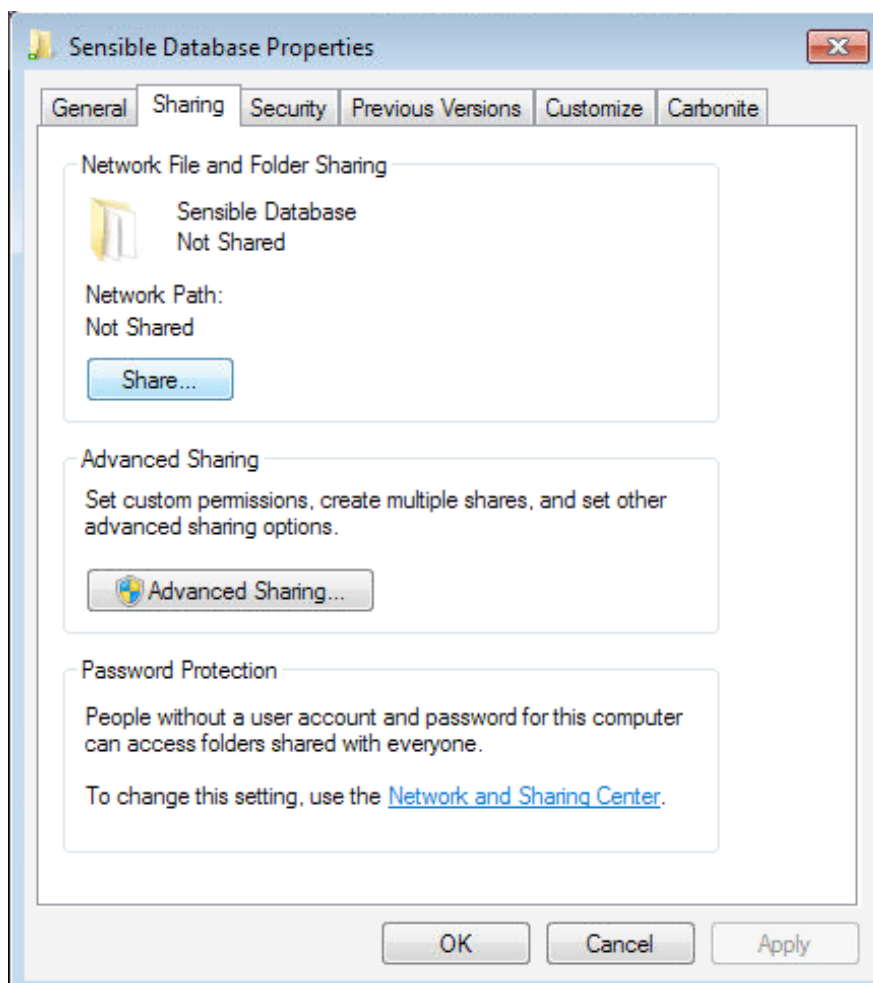 Sensible Database Properties
General Sharing Security Previous Versions Customize Carbonite
Network File and Folder Sharing
Sensible Database
Not Shared
Network Path:
Not Shared
Share...
Advanced Sharing
Set custom permissions, create multiple shares, and set other
advanced sharing options.
Advanced Sharing...
Password Protection
People without a user account and password for this computer
can access folders shared with everyone.
To change this setting, use the Network and Sharing Center.
OK Cancel Apply